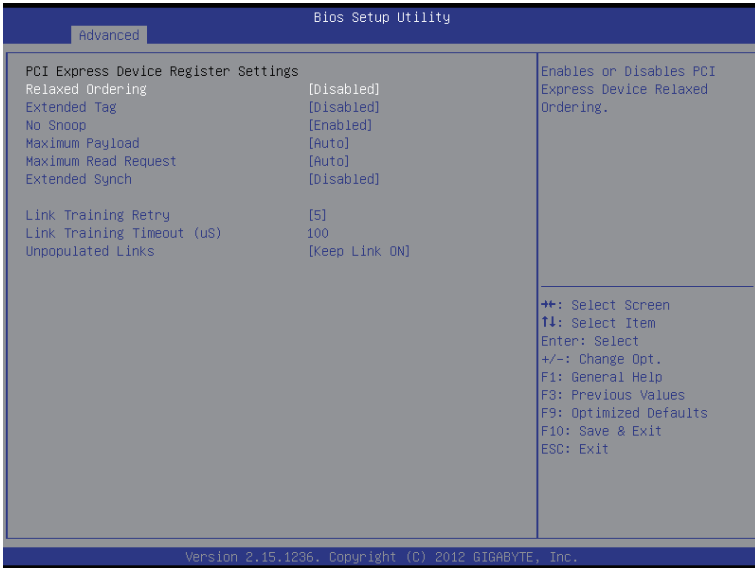 Bios Setup Utility
Advanced
PCI Express Device Register Settings
Relaxed Ordering [Disabled]
Extended Tag [Disabled]
No Snoop [Enabled]
Maximum Payload [Auto]
Maximum Read Request [Auto]
Extended Synch [Disabled]
Link Training Retry [5]
Link Training Timeout (uS) 100
Unpopulated Links [Keep Link ON]
Enables or Disables PCI
Express Device Relaxed
Ordering.
→←: Select Screen
↑↓: Select Item
Enter: Select
+/-: Change Opt.
F1: General Help
F3: Previous Values
F9: Optimized Defaults
F10: Save & Exit
ESC: Exit
Version 2.15.1236. Copyright (C) 2012 GIGABYTE, Inc.